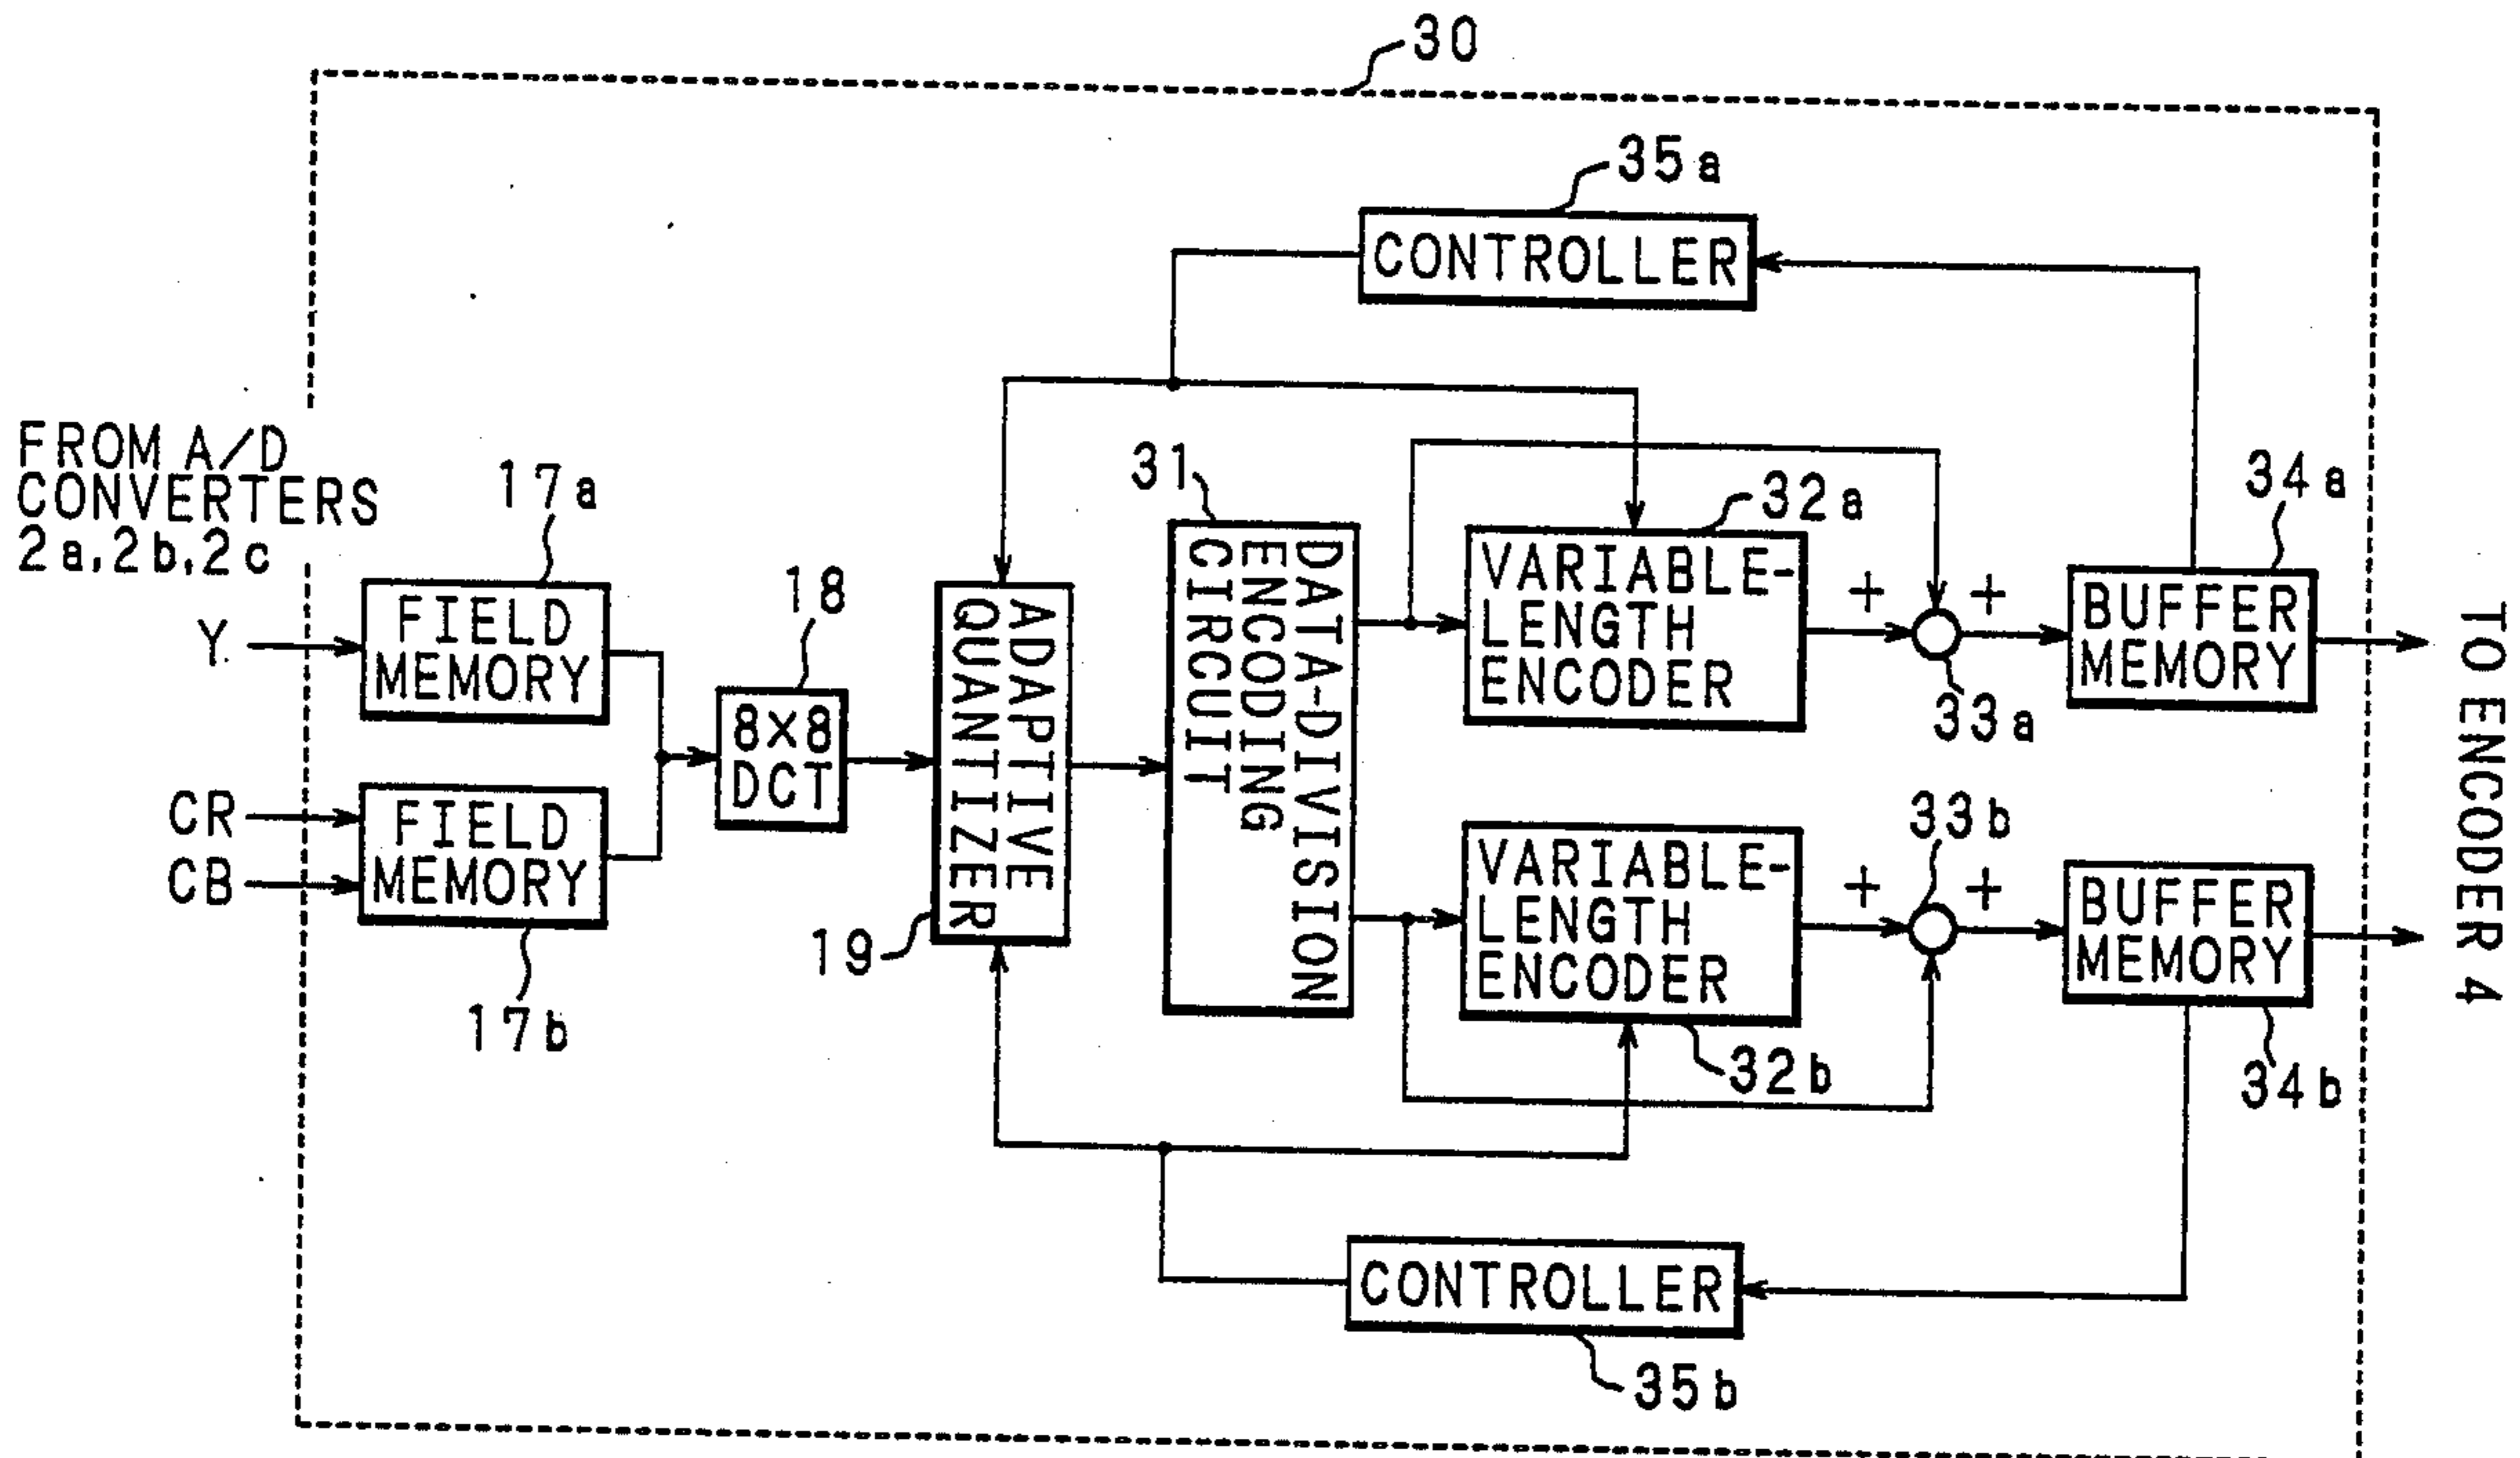 30
35a
CONTROLLER
FROM A/D
CONVERTERS
2a,2b,2c
17a
31
32a
34a
18
FIELD
MEMORY
Y
8×8
DCT
ADAPTIVE
QUANTIZER
DATA-DIVISION
ENCODING
CIRCUIT
VARIABLE-
LENGTH
ENCODER
+
+
BUFFER
MEMORY
33a
TO ENCODER 4
CR
CB
FIELD
MEMORY
17b
19
VARIABLE-
LENGTH
ENCODER
33b
+
+
BUFFER
MEMORY
32b
34b
CONTROLLER
35b